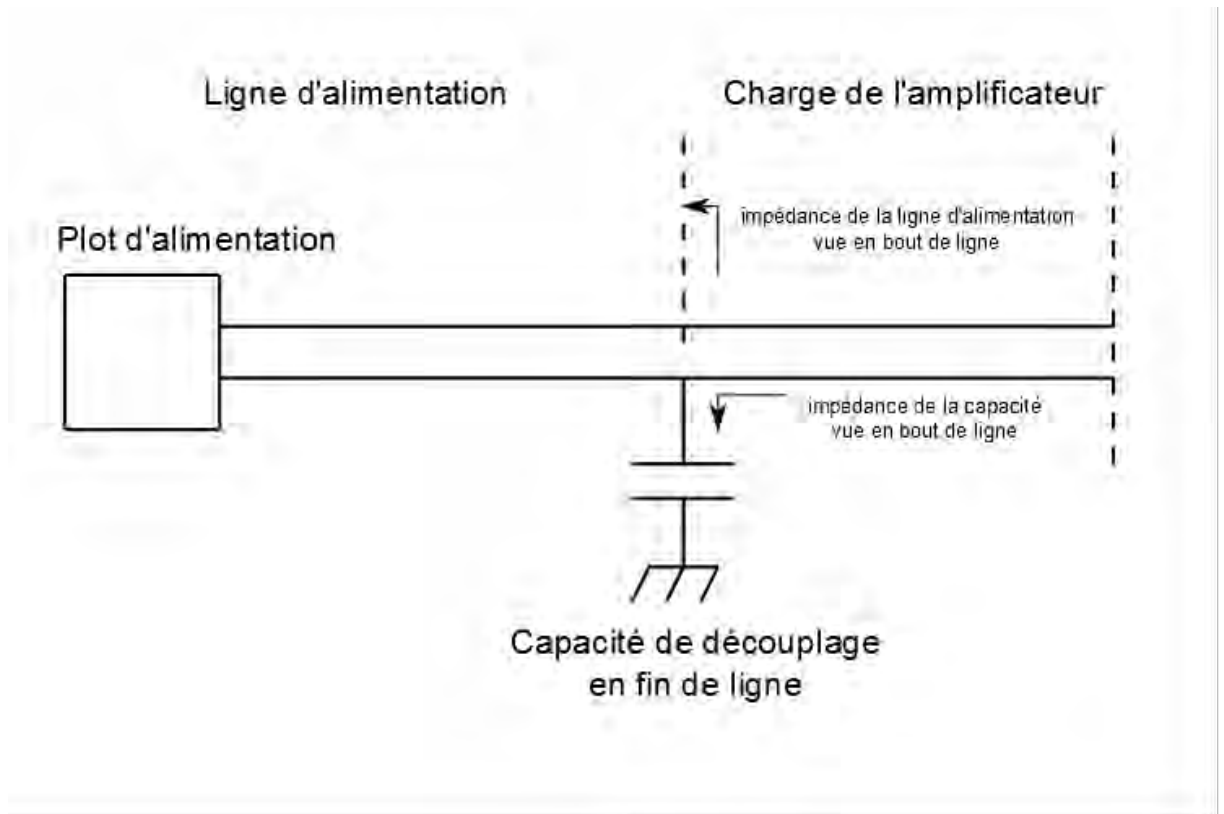 Ligne d'alimentation
Charge de l'amplificateur
impédance de la ligne d'alimentation
vue en bout de ligne
Plot d'alimentation
impédance de la capacité
vue en bout de ligne
Capacité de découplage
en fin de ligne